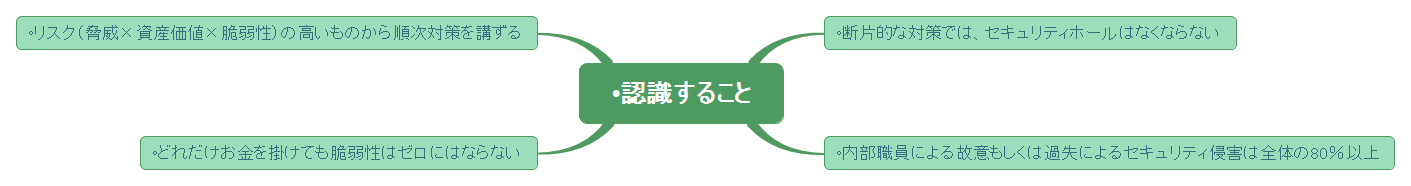 ◦リスク（脅威×資産価値×脆弱性）の高いものから順次対策を講ずる
◦断片的な対策では、セキュリティホールはなくならない
•認識すること
◦どれだけお金を掛けても脆弱性はゼロにはならない
◦内部職員による故意もしくは過失によるセキュリティ侵害は全体の80％以上